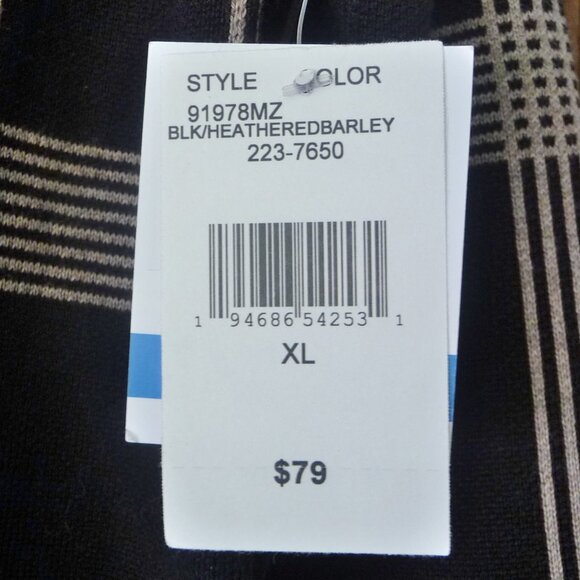 STYLE COLOR
91978MZ
BLK/HEATHEREDBARLEY
223-7650
1 94686 54253 1
XL
$79